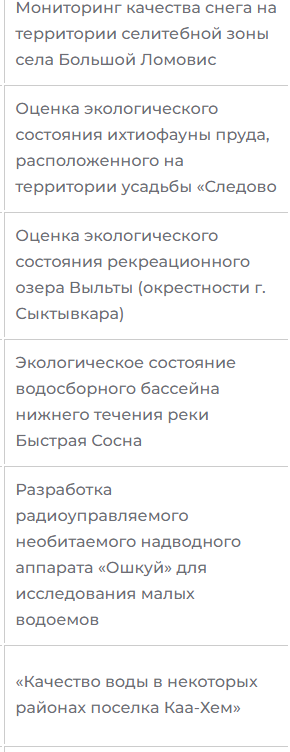 Мониторинг качества снега на
территории селитебной зоны
села Большой Ломовис
Оценка экологического
состояния ихтиофауны пруда,
расположенного на
территории усадьбы «Следово
Оценка экологического
состояния рекреационного
озера Выльты (окрестности г.
Сыктывкара)
Экологическое состояние
водосборного бассейна
нижнего течения реки
Быстрая Сосна
Разработка
радиоуправляемого
необитаемого надводного
аппарата «Ошкуй» для
исследования малых
водоемов
«Качество воды в некоторых
районах поселка Каа-Хем»